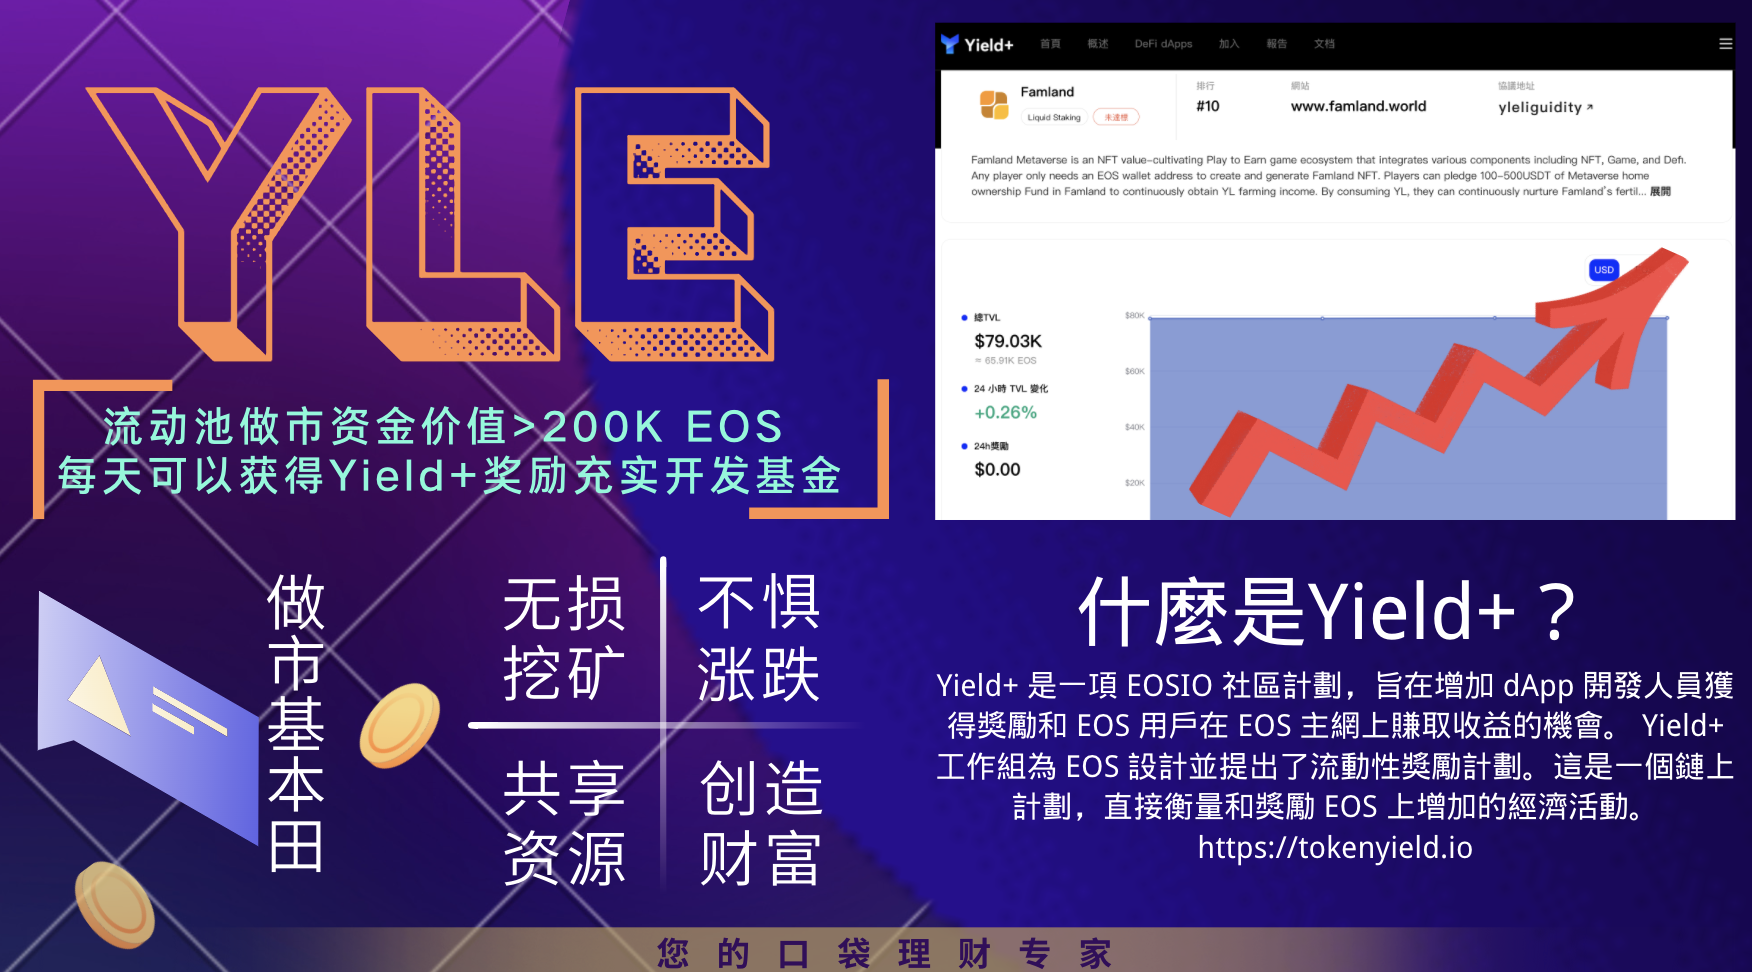 YLE
流动池做市资金价值>200K EOS
每天可以获得Yield+奖励充实开发基金
做市基本田
无损
挖矿
不惧
涨跌
共享
资源
创造
财富
Yield+ 首頁 概述 DeFi dApps 加入 報告 文档
Famland
Liquid Staking 未達標
排行
#10
網站
www.famland.world
協議地址
yleliguidity
Famland Metaverse is an NFT value-cultivating Play to Earn game ecosystem that integrates various components including NFT, Game, and Defi.
Any player only needs an EOS wallet address to create and generate Famland NFT. Players can pledge 100-500USDT of Metaverse home
ownership Fund in Famland to continuously obtain YL farming income. By consuming YL, they can continuously nurture Famland's fertil... 展開
USD
總TVL
$79.03K
≈ 65.91K EOS
24 小時 TVL 變化
+0.26%
24h獎勵
$0.00
$80K
$60K
$40K
$20K
什麼是Yield+？
Yield+ 是一項 EOSIO 社區計劃，旨在增加 dApp 開發人員獲
得獎勵和 EOS 用戶在 EOS 主網上賺取收益的機會。 Yield+
工作組為 EOS 設計並提出了流動性獎勵計劃。這是一個鏈上
計劃，直接衡量和獎勵 EOS 上增加的經濟活動。
https://tokenyield.io
您的口袋理财专家